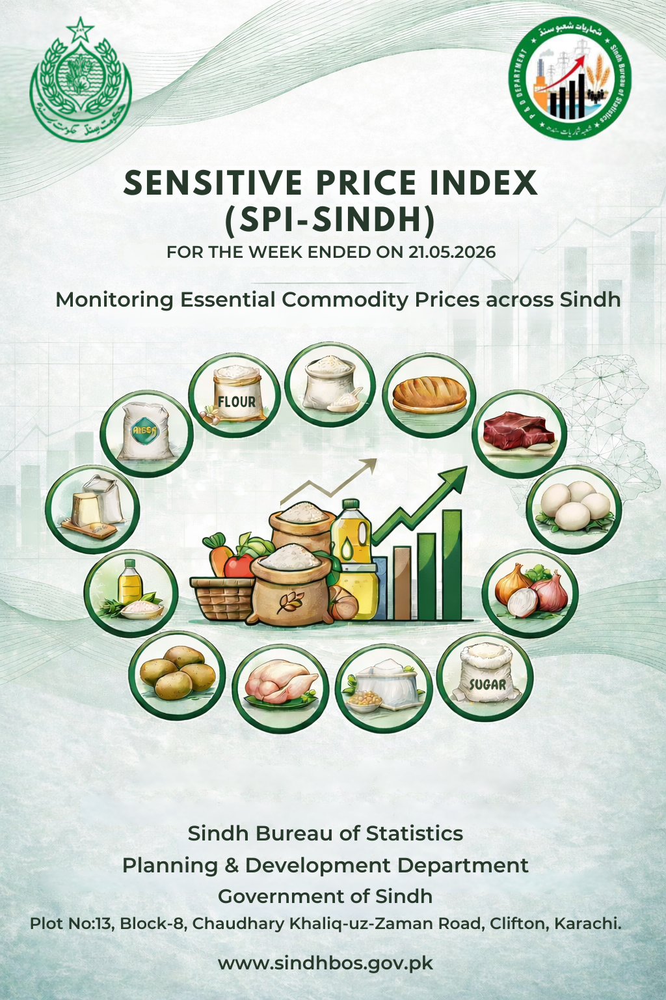 حکومت سنڌ
شماریات شعبو سنڌ
P & D DEPARTMENT
Sindh Bureau of Statistics
شعبہ شماریات سندھ
SENSITIVE PRICE INDEX
(SPI-SINDH)
FOR THE WEEK ENDED ON 21.05.2026
Monitoring Essential Commodity Prices across Sindh
FLOUR
SUGAR
Sindh Bureau of Statistics
Planning & Development Department
Government of Sindh
Plot No:13, Block-8, Chaudhary Khaliq-uz-Zaman Road, Clifton, Karachi.
www.sindhbos.gov.pk